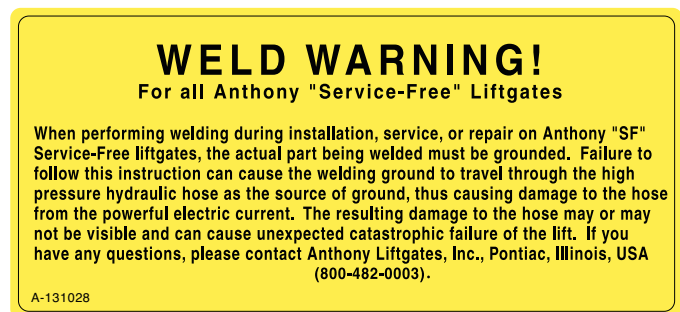 WELD WARNING!
For all Anthony "Service-Free" Liftgates
When performing welding during installation, service, or repair on Anthony "SF"
Service-Free liftgates, the actual part being welded must be grounded.  Failure to
follow this instruction can cause the welding ground to travel through the high
pressure hydraulic hose as the source of ground, thus causing damage to the hose
from the powerful electric current.  The resulting damage to the hose may or may
not be visible and can cause unexpected catastrophic failure of the lift.  If you
have any questions, please contact Anthony Liftgates, Inc., Pontiac, Illinois, USA
(800-482-0003).
A-131028